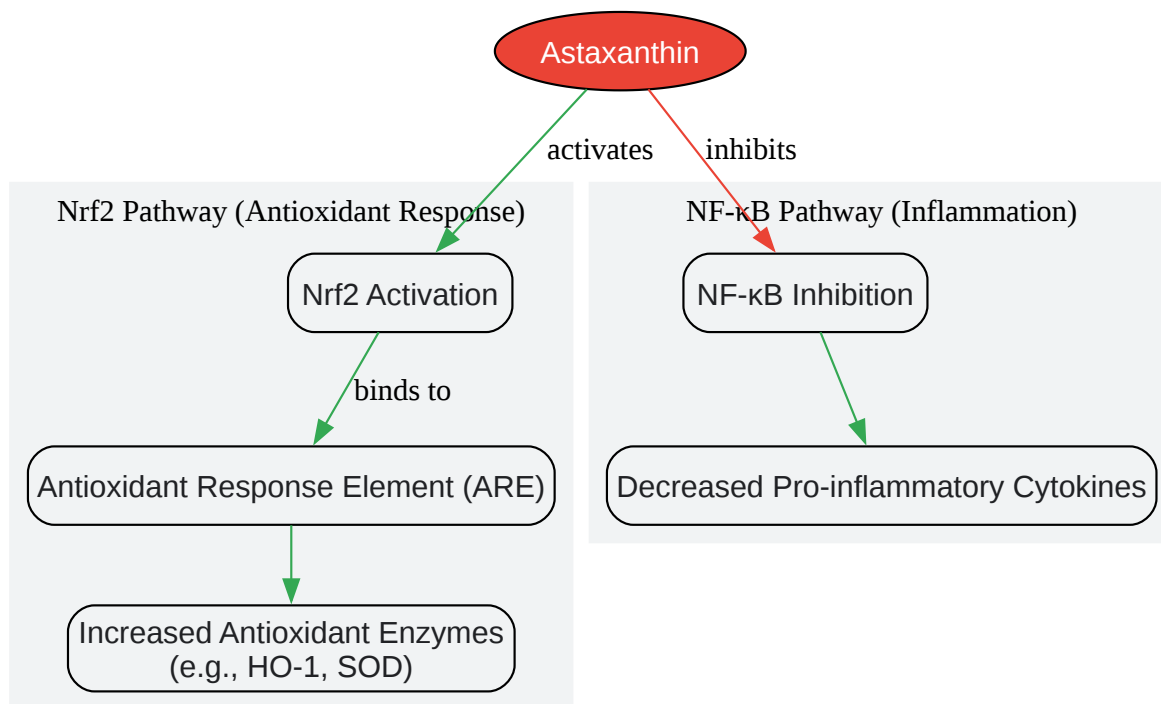 Astaxanthin
activates
inhibits
Nrf2 Pathway (Antioxidant Response)
NF-κB Pathway (Inflammation)
Nrf2 Activation
NF-κB Inhibition
binds to
Antioxidant Response Element (ARE)
Decreased Pro-inflammatory Cytokines
Increased Antioxidant Enzymes
(e.g., HO-1, SOD)